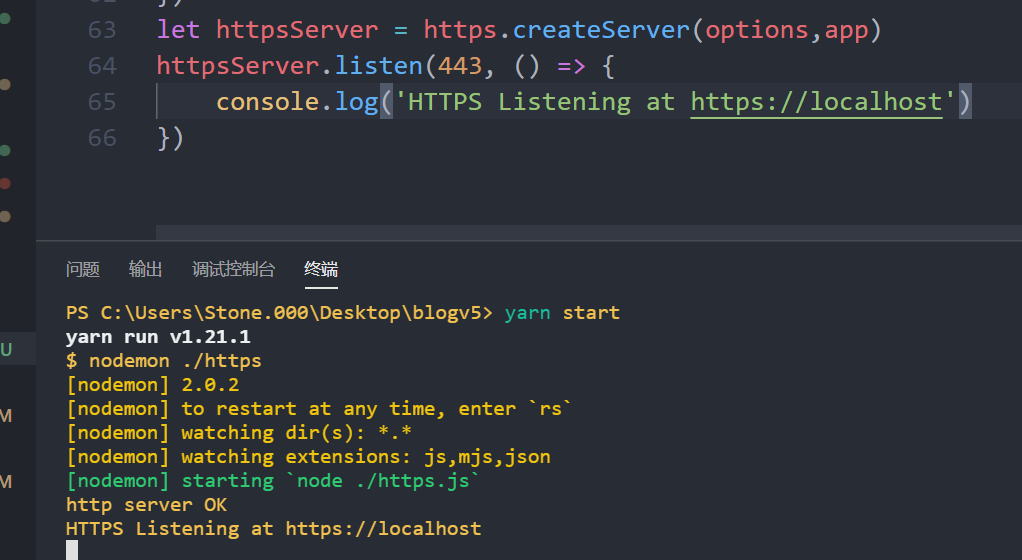 63 let httpsServer = https.createServer(options,app)
64 httpsServer.listen(443, () => {
65     console.log('HTTPS Listening at https://localhost')
66 })
问题 输出 调试控制台 终端
PS C:\Users\Stone.000\Desktop\blogv5> yarn start
yarn run v1.21.1
$ nodemon ./https
[nodemon] 2.0.2
[nodemon] to restart at any time, enter `rs`
[nodemon] watching dir(s): *.*
[nodemon] watching extensions: js,mjs,json
[nodemon] starting `node ./https.js`
http server OK
HTTPS Listening at https://localhost
U
M
M